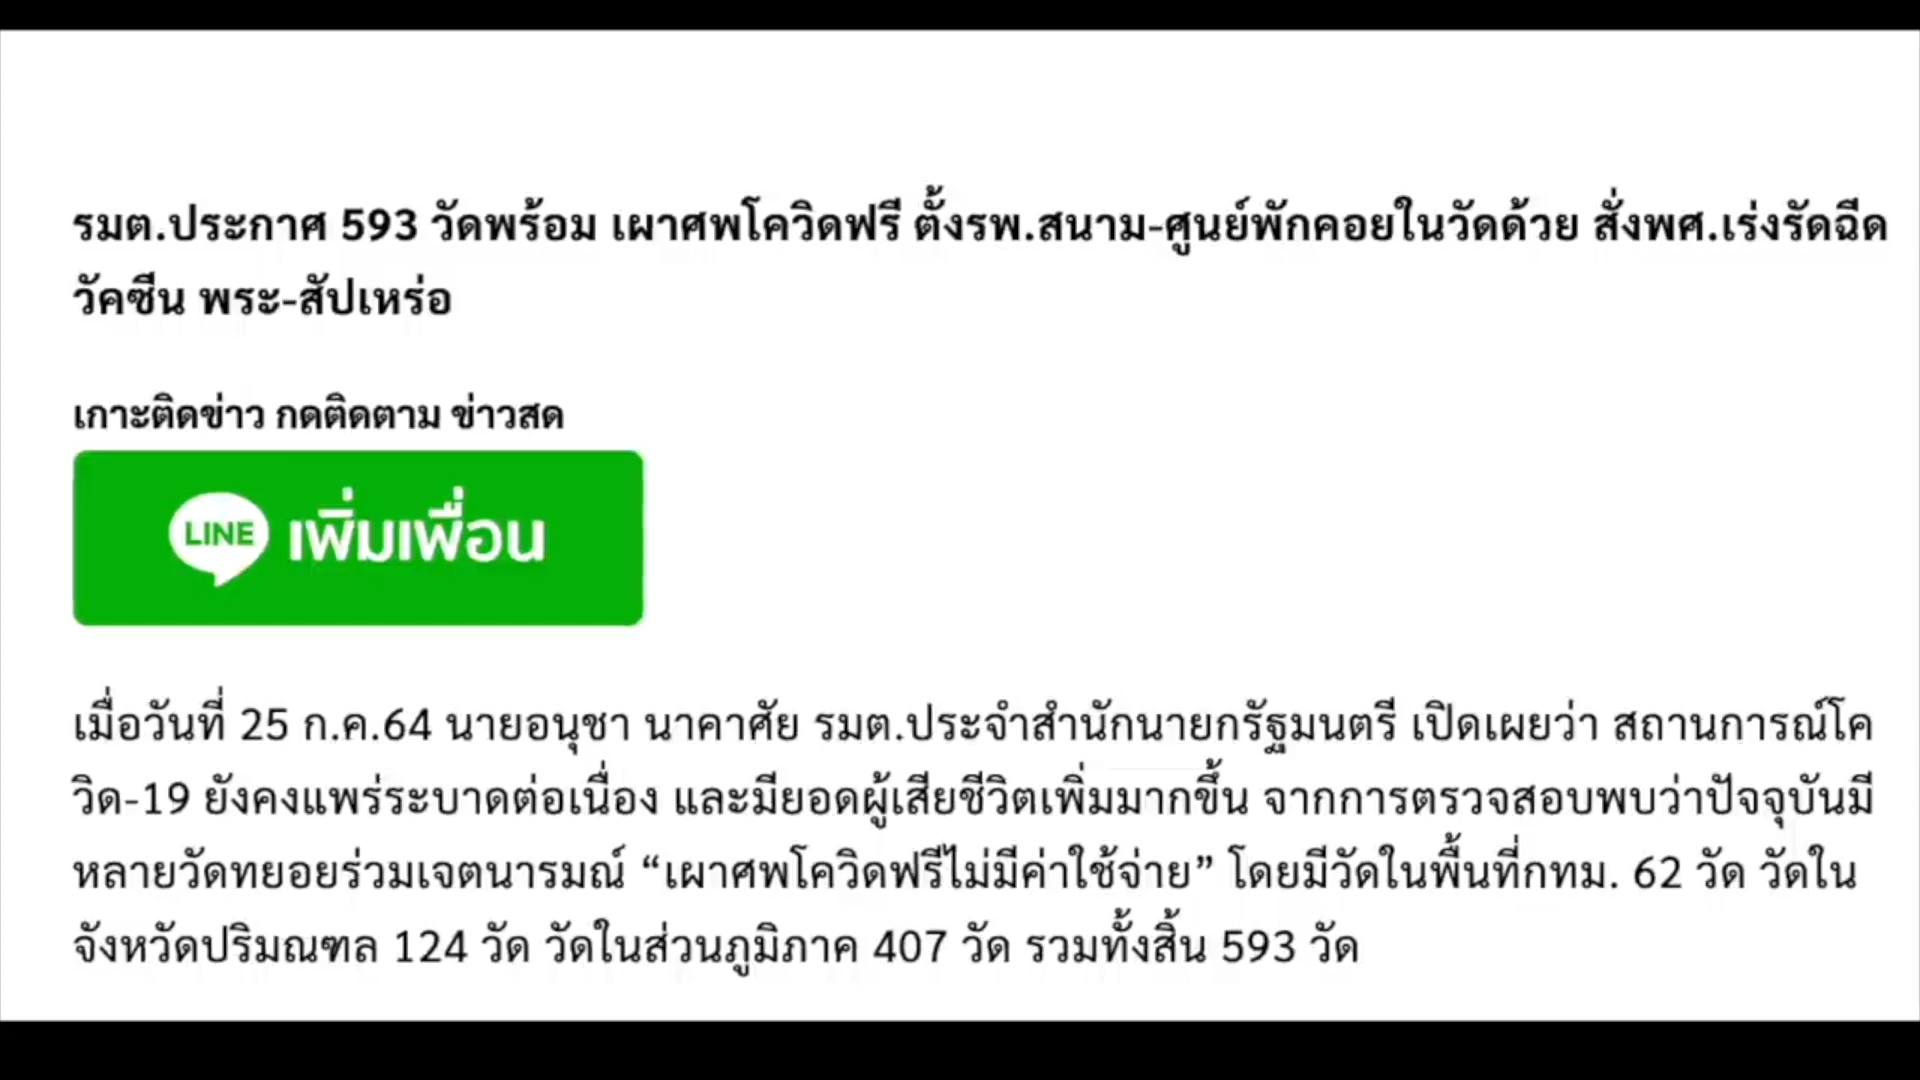 รมต.ประกาศ 593 วัดพร้อม เผาศพโควิดฟรี ตั้งรพ.สนาม-ศูนย์พักคอยในวัดด้วย สั่งพศ.เร่งรัดฉีด
วัคซีน พระ-สัปเหร่อ
เกาะติดข่าว กดติดตาม ข่าวสด
LINE เพิ่มเพื่อน
เมื่อวันที่ 25 ก.ค.64 นายอนุชา นาคาศัย รมต.ประจำสำนักนายกรัฐมนตรี เปิดเผยว่า สถานการณ์โค
วิด-19 ยังคงแพร่ระบาดต่อเนื่อง และมียอดผู้เสียชีวิตเพิ่มมากขึ้น จากการตรวจสอบพบว่าปัจจุบันมี
หลายวัดทยอยร่วมเจตนารมณ์ “เผาศพโควิดฟรีไม่มีค่าใช้จ่าย” โดยมีวัดในพื้นที่กทม. 62 วัด วัดใน
จังหวัดปริมณฑล 124 วัด วัดในส่วนภูมิภาค 407 วัด รวมทั้งสิ้น 593 วัด